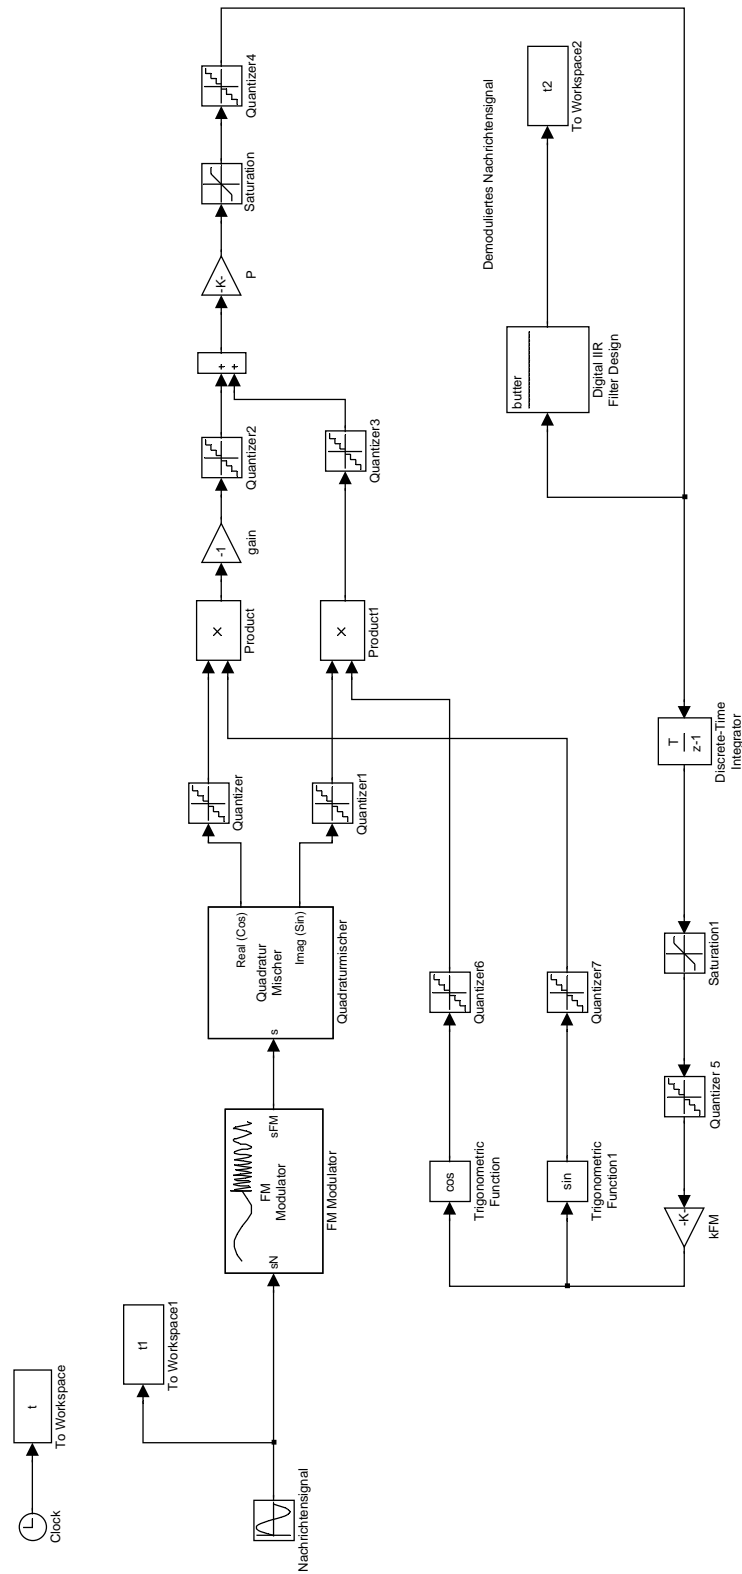 Clock
t
To Workspace
Nachrichtensignal
t1
To Workspace1
sN
FM
Modulator
sFM
FM Modulator
s
Quadratur
Mischer
Real (Cos)
Imag (Sin)
Quadraturmischer
Quantizer
Quantizer1
x
Product
x
Product1
-1
gain
Quantizer2
Quantizer3
+
+
-K-
P
Saturation
Quantizer4
cos
Trigonometric
Function
Quantizer6
sin
Trigonometric
Function1
Quantizer7
butter
Digital IIR
Filter Design
Demoduliertes Nachrichtensignal
t2
To Workspace2
T
z-1
Discrete-Time
Integrator
Saturation1
Quantizer 5
-K-
kFM